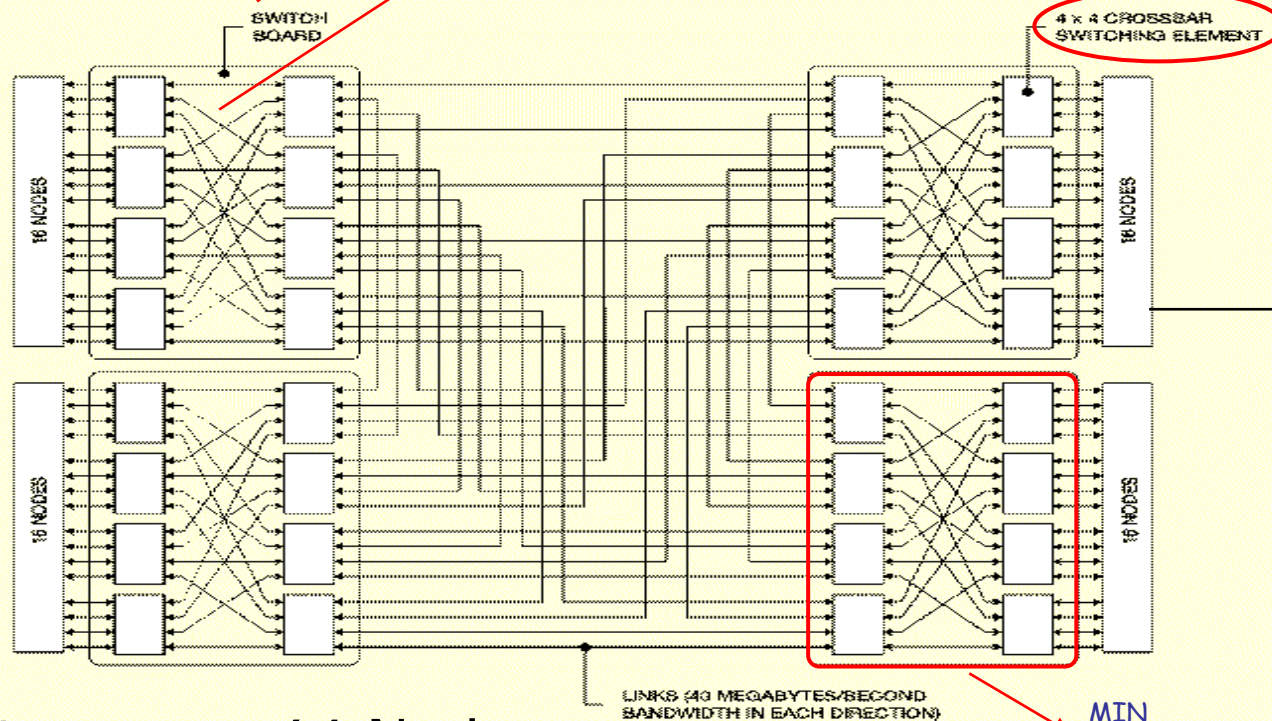 SWITCH
BOARD
4 x 4 CROSSBAR
SWITCHING ELEMENT
16 NODES
16 NODES
16 NODES
16 NODES
LINKS (40 MEGABYTES/SECOND
BANDWIDTH IN EACH DIRECTION)
MIN